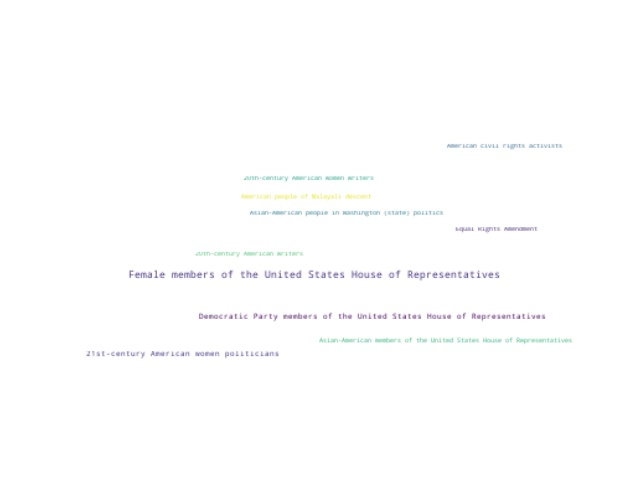 American civil rights activists
20th-century American women writers
American people of Malayali descent
Asian-American people in Washington (state) politics
Equal Rights Amendment
20th-century American writers
Female members of the United States House of Representatives
Democratic Party members of the United States House of Representatives
Asian-American members of the United States House of Representatives
21st-century American women politicians